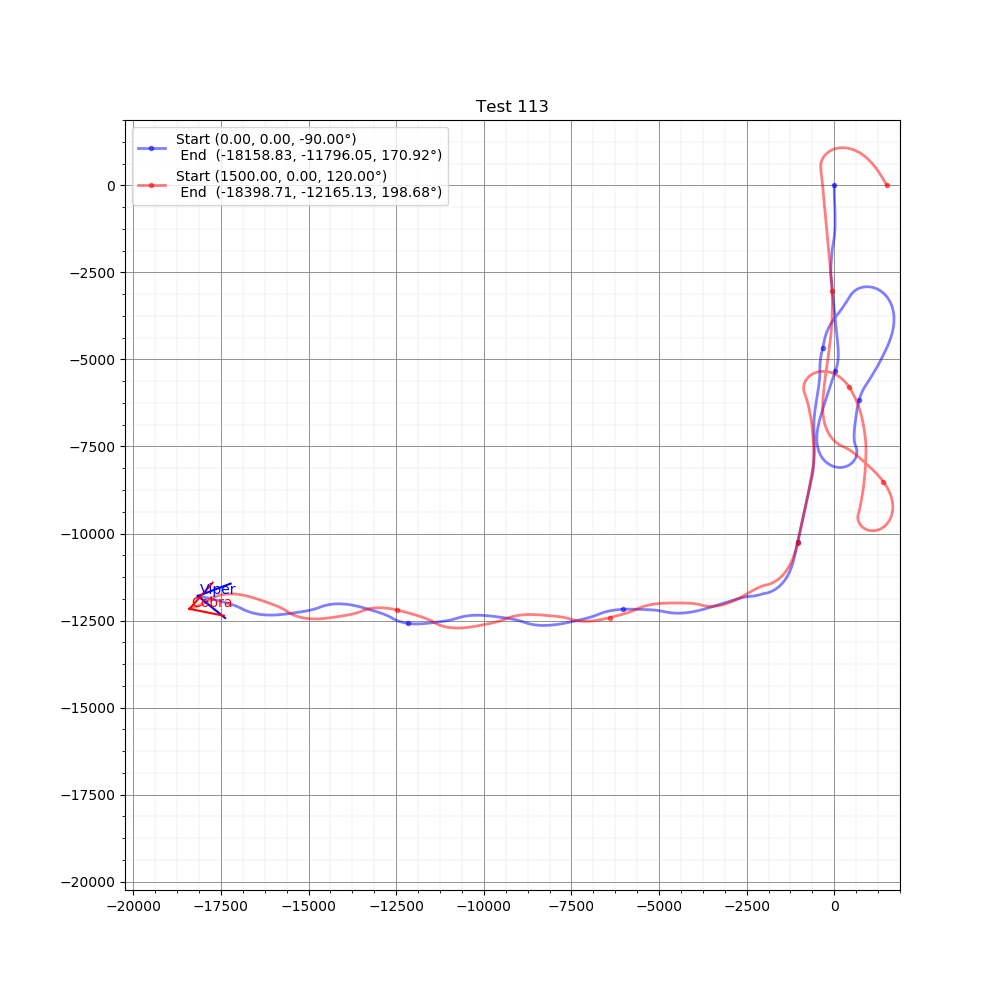 Test 113
Start (0.00, 0.00, -90.00°)
End (-18158.83, -11796.05, 170.92°)
Start (1500.00, 0.00, 120.00°)
End (-18398.71, -12165.13, 198.68°)
0
−2500
−5000
−7500
−10000
−12500
−15000
−17500
−20000
Viper
Cobra
−20000 −17500 −15000 −12500 −10000 −7500 −5000 −2500 0